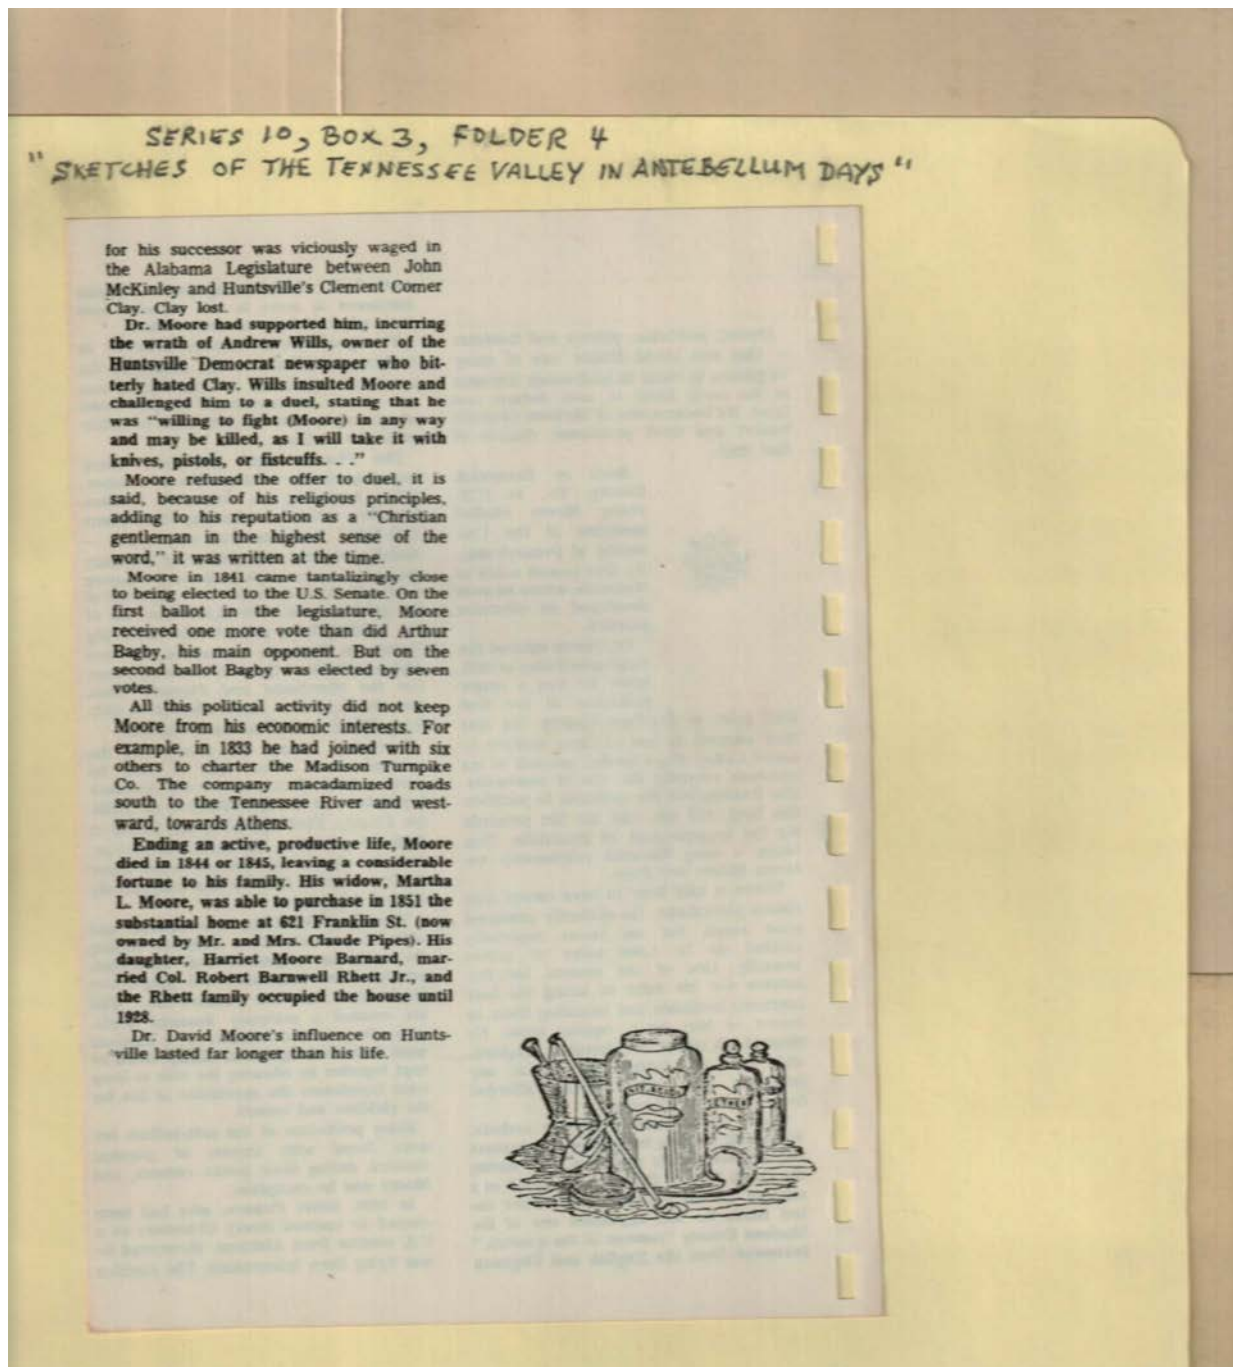 SERIES 10, BOX 3, FOLDER 4
"SKETCHES OF THE TENNESSEE VALLEY IN ANTEBELLUM DAYS"
for his successor was viciously waged in
the Alabama Legislature between John
McKinley and Huntsville's Clement Comer
Clay. Clay lost.
Dr. Moore had supported him, incurring
the wrath of Andrew Wills, owner of the
Huntsville Democrat newspaper who bit-
terly hated Clay. Wills insulted Moore and
challenged him to a duel, stating that he
was "willing to fight (Moore) in any way
and may be killed, as I will take it with
knives, pistols, or fistcuffs. . ."
Moore refused the offer to duel, it is
said, because of his religious principles,
adding to his reputation as a "Christian
gentleman in the highest sense of the
word," it was written at the time.
Moore in 1841 came tantalizingly close
to being elected to the U.S. Senate. On the
first ballot in the legislature, Moore
received one more vote than did Arthur
Bagby, his main opponent. But on the
second ballot Bagby was elected by seven
votes.
All this political activity did not keep
Moore from his economic interests. For
example, in 1833 he had joined with six
others to charter the Madison Turnpike
Co. The company macadamized roads
south to the Tennessee River and west-
ward, towards Athens.
Ending an active, productive life, Moore
died in 1844 or 1845, leaving a considerable
fortune to his family. His widow, Martha
L. Moore, was able to purchase in 1851 the
substantial home at 621 Franklin St. (now
owned by Mr. and Mrs. Claude Pipes). His
daughter, Harriet Moore Barnard, mar-
ried Col. Robert Barnwell Rhett Jr., and
the Rhett family occupied the house until
1928.
Dr. David Moore's influence on Hunts-
ville lasted far longer than his life.
ETHER